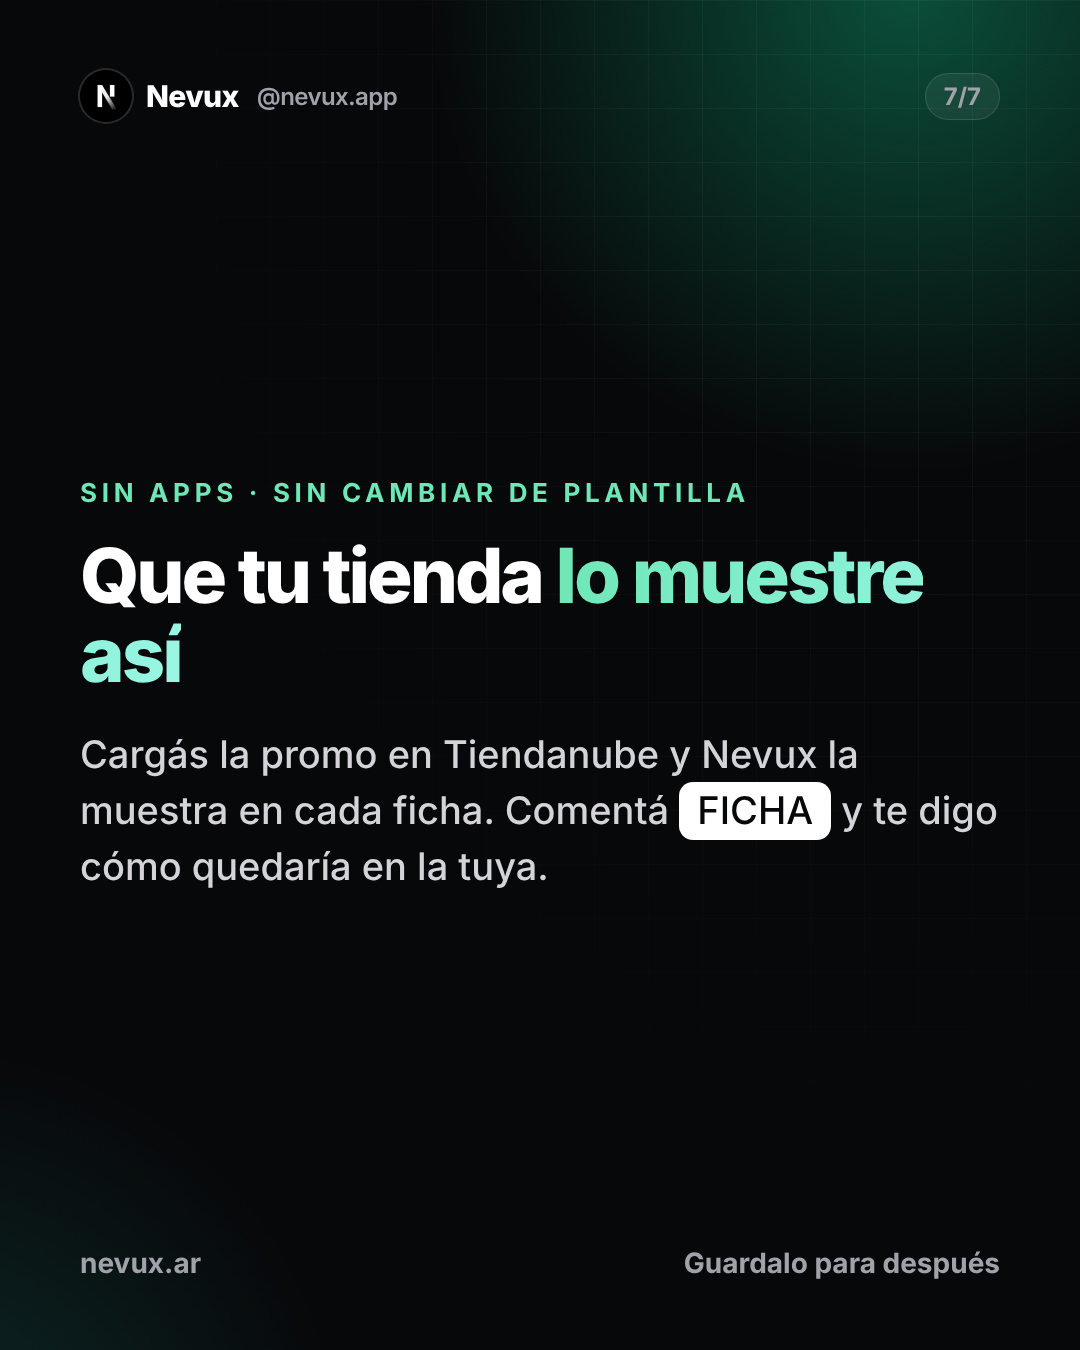 N Nevux @nevux.app 7/7
SIN APPS · SIN CAMBIAR DE PLANTILLA
Que tu tienda lo muestre
así
Cargás la promo en Tiendanube y Nevux la
muestra en cada ficha. Comentá FICHA y te digo
cómo quedaría en la tuya.
nevux.ar Guardalo para después